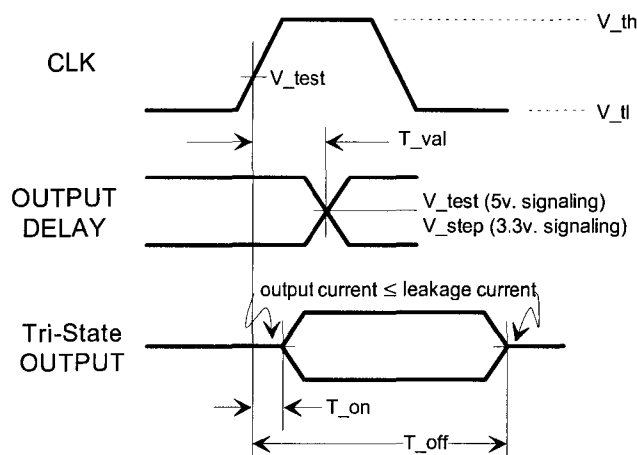 V_th
CLK
V_test
V_tl
T_val
OUTPUT
DELAY
V_test (5v. signaling)
V_step (3.3v. signaling)
output current ≤ leakage current
Tri-State
OUTPUT
T_on
T_off